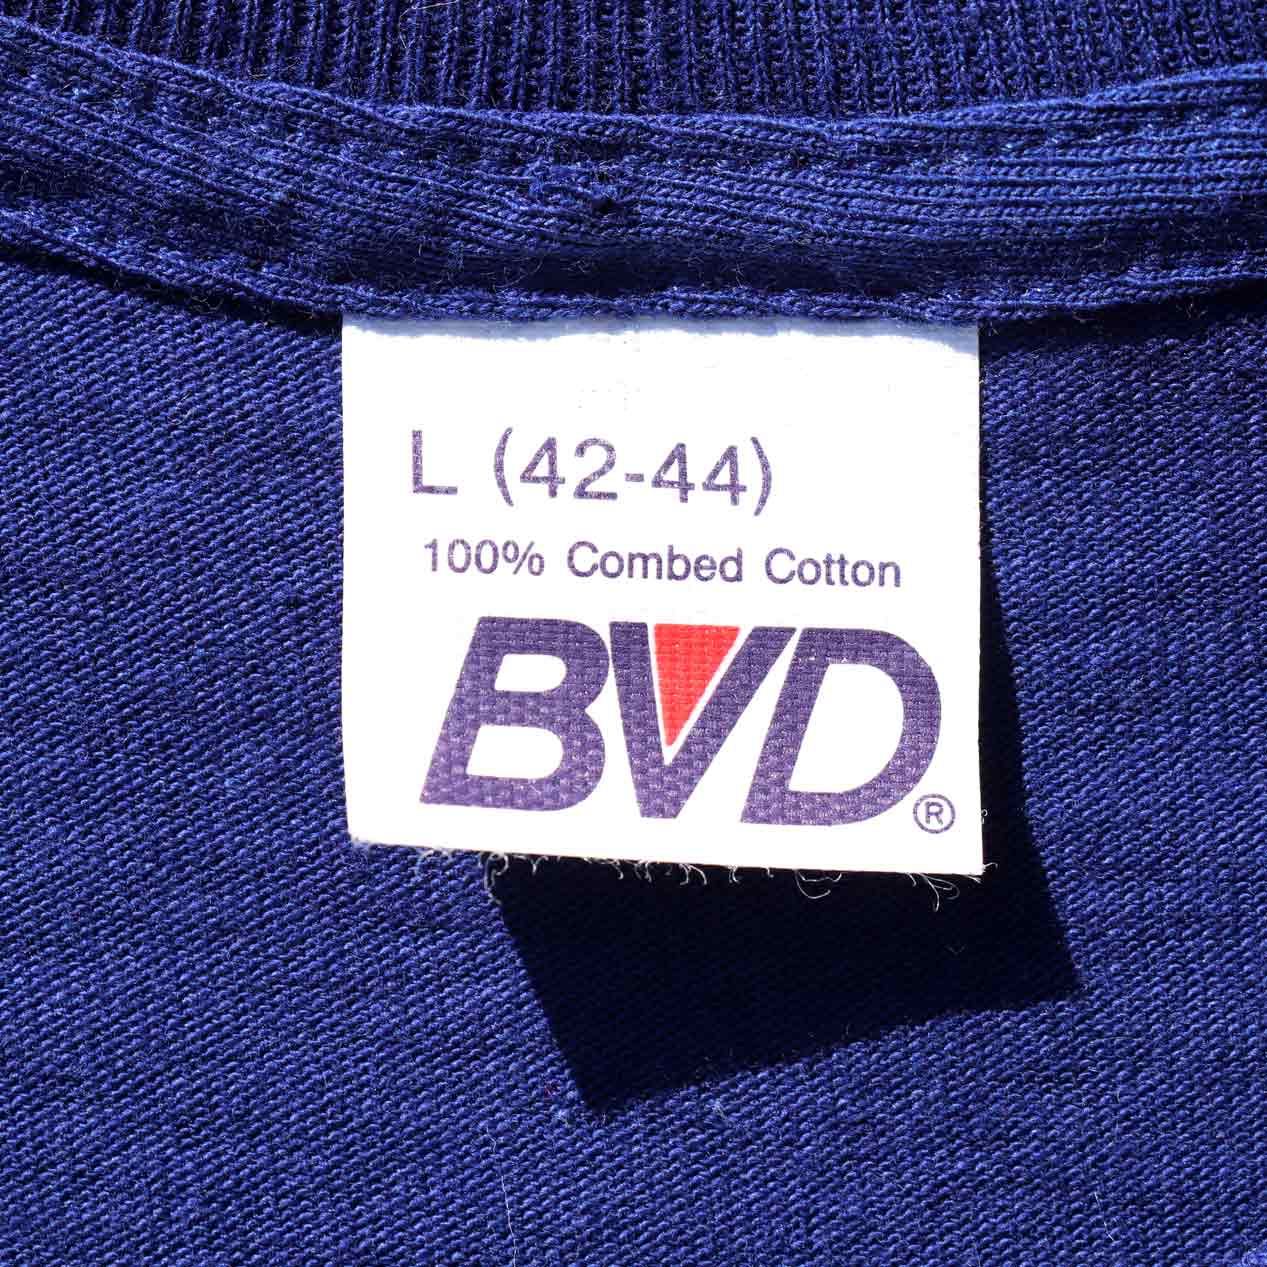 L (42-44)
100% Combed Cotton
BVD®